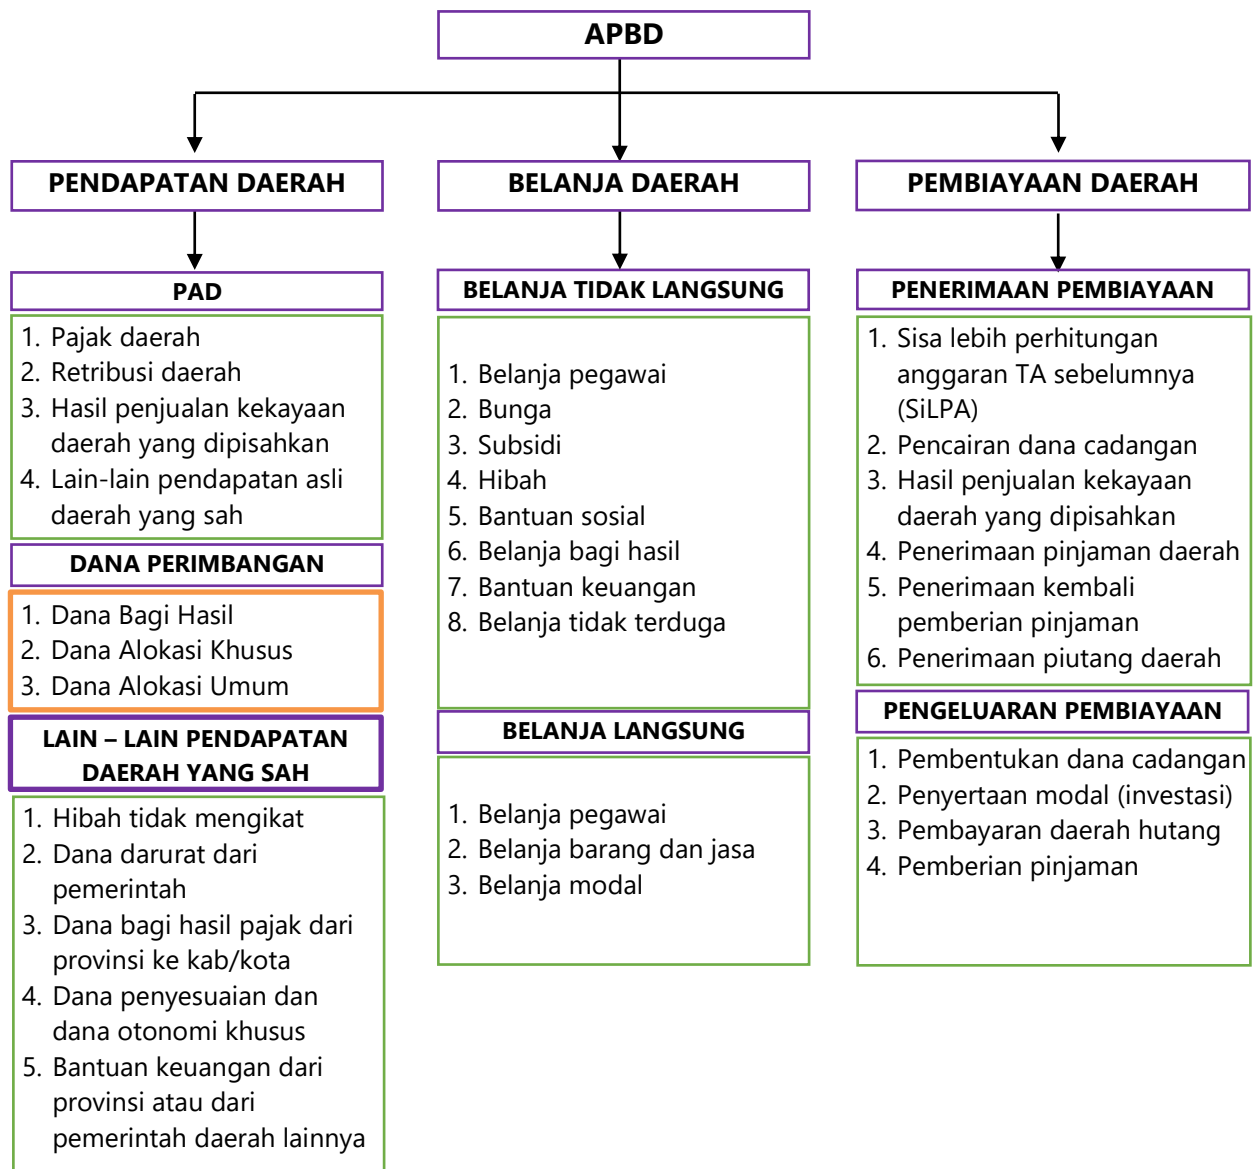 APBD
PENDAPATAN DAERAH
PAD
1. Pajak daerah
2. Retribusi daerah
3. Hasil penjualan kekayaan
daerah yang dipisahkan
4. Lain-lain pendapatan asli
daerah yang sah
DANA PERIMBANGAN
1. Dana Bagi Hasil
2. Dana Alokasi Khusus
3. Dana Alokasi Umum
LAIN – LAIN PENDAPATAN
DAERAH YANG SAH
1. Hibah tidak mengikat
2. Dana darurat dari
pemerintah
3. Dana bagi hasil pajak dari
provinsi ke kab/kota
4. Dana penyesuaian dan
dana otonomi khusus
5. Bantuan keuangan dari
provinsi atau dari
pemerintah daerah lainnya
BELANJA DAERAH
BELANJA TIDAK LANGSUNG
1. Belanja pegawai
2. Bunga
3. Subsidi
4. Hibah
5. Bantuan sosial
6. Belanja bagi hasil
7. Bantuan keuangan
8. Belanja tidak terduga
BELANJA LANGSUNG
1. Belanja pegawai
2. Belanja barang dan jasa
3. Belanja modal
PEMBIAYAAN DAERAH
PENERIMAAN PEMBIAYAAN
1. Sisa lebih perhitungan
anggaran TA sebelumnya
(SiLPA)
2. Pencairan dana cadangan
3. Hasil penjualan kekayaan
daerah yang dipisahkan
4. Penerimaan pinjaman daerah
5. Penerimaan kembali
pemberian pinjaman
6. Penerimaan piutang daerah
PENGELUARAN PEMBIAYAAN
1. Pembentukan dana cadangan
2. Penyertaan modal (investasi)
3. Pembayaran daerah hutang
4. Pemberian pinjaman